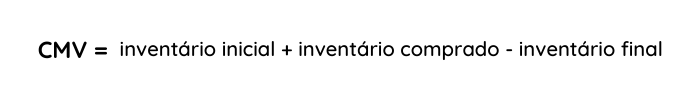 CMV = inventário inicial + inventário comprado - inventário final